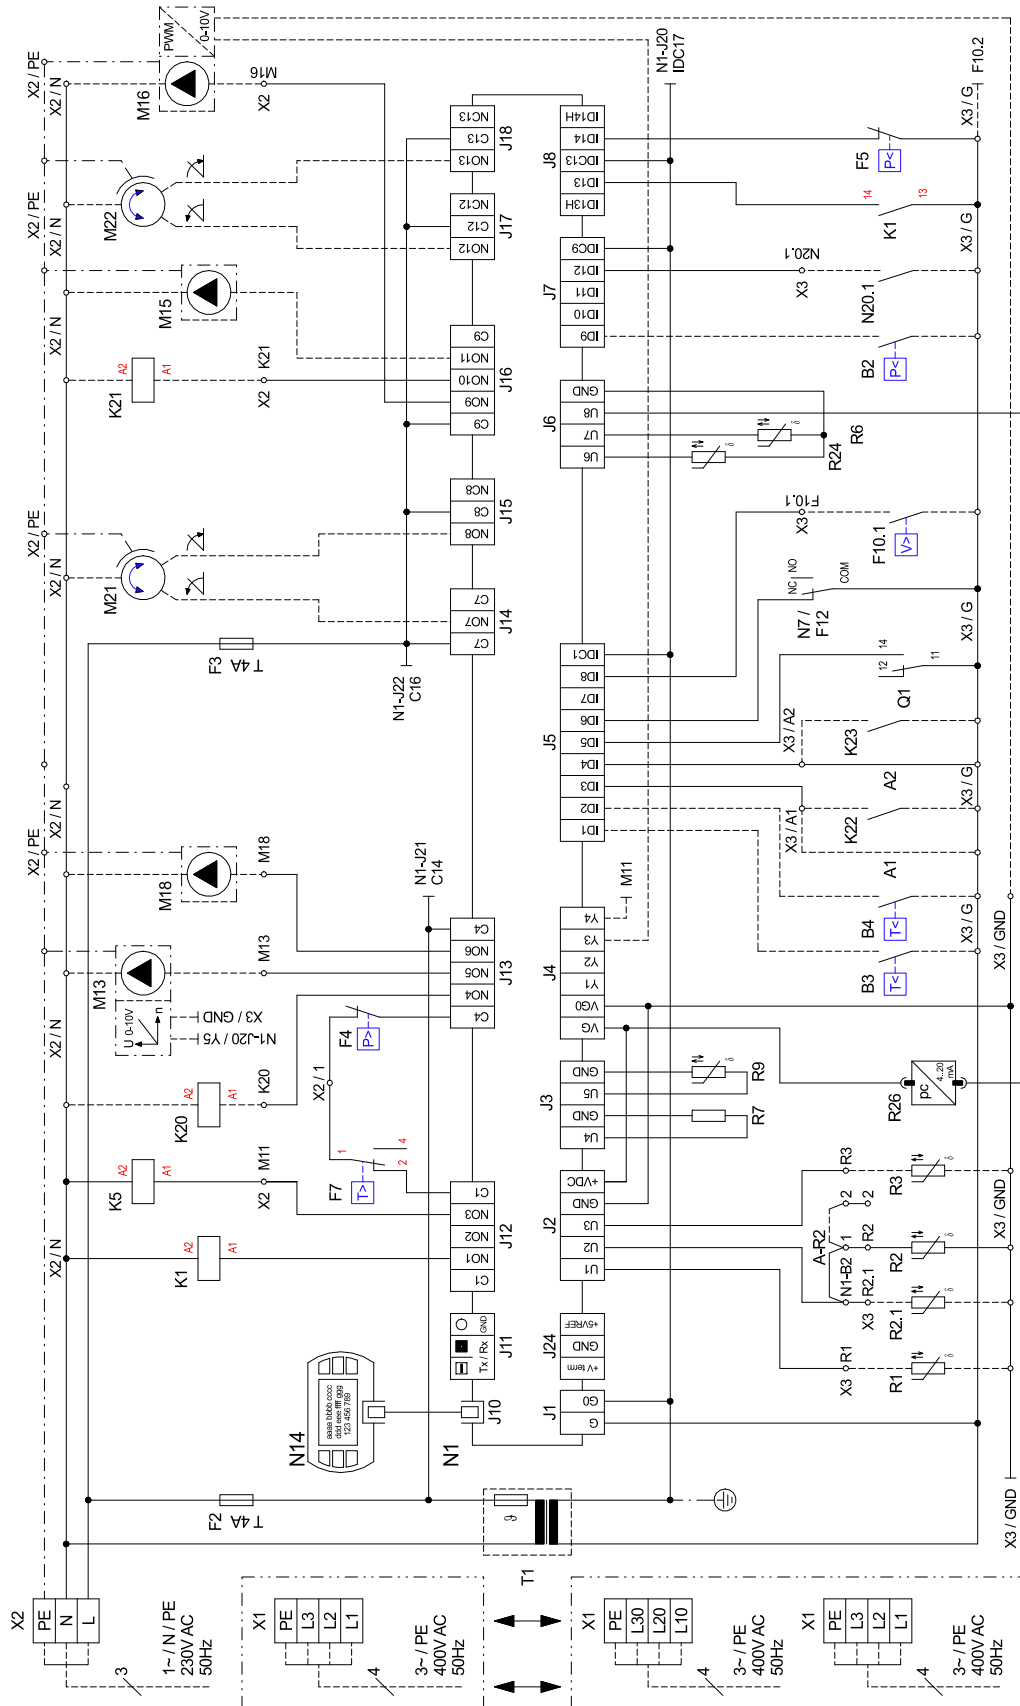 X2
PE
N
L
3
1~ / N / PE
230V AC
50Hz
X1
PE
L3
L2
L1
4
3~ / PE
400V AC
50Hz
T1
X1
PE
L30
L20
L10
4
3~ / PE
400V AC
50Hz
X1
PE
L3
L2
L1
4
3~ / PE
400V AC
50Hz
X2 / N
X2 / PE
X2 / N
X2 / PE
X2 / N
X2 / N
X2 / PE
X2 / N
X2 / PE
X2 / N
F2
T 4A
F3
T 4A
K1
A2
A1
K5
A2
A1
X2
M11
K20
A2
A1
K20
M13
U 0-10V
n
N1-J20 / Y5
X3 / GND
M13
M18
M18
M21
K21
A2
A1
X2
K21
M15
M22
M16
PWM
0-10V
X2
M16
F7
T>
1
2
4
X2 / 1
F4
P>
N1-J21
C14
N1-J22
C16
N1-J20
IDC17
N14
aaaa bbbb cccc
ddd eee ffff ggg
123 456 789
N1
J10
J11
Tx / Rx
GND
J12
C1
NO1
NO2
NO3
C1
J13
C4
NO4
NO5
NO6
C4
J14
C7
NO7
C7
J15
NO8
C8
NC8
J16
C9
NO9
NO10
NO11
C9
J17
NO12
C12
NC12
J18
NO13
C13
NC13
J1
G
G0
J24
+V term
GND
+5VREF
J2
U1
U2
U3
GND
+VDC
J3
U4
GND
U5
GND
J4
VG
VG0
Y1
Y2
Y3
Y4
M11
J5
ID1
ID2
ID3
ID4
ID5
ID6
ID7
ID8
IDC1
J6
U6
U7
U8
GND
J7
ID9
ID10
ID11
ID12
IDC9
J8
ID13H
ID13
IDC13
ID14
ID14H
ϑ
R7
R9
δ
R24
δ
R6
δ
X3
R1
R1
δ
A-R2
N1-B2
1
2
X3
R2.1
R2
2
R2.1
δ
R2
δ
R3
R3
δ
X3 / GND
X3 / GND
X3 / GND
R26
pc
4..20
mA
B3
T<
B4
T<
X3 / G
A1
X3 / A1
K22
A2
X3 / A2
K23
X3 / G
Q1
12
14
11
N7 /
F12
NC
NO
COM
X3 / G
X3
F10.1
F10.1
V>
B2
P<
X3
N20.1
N20.1
K1
14
13
X3 / G
F5
P<
X3 / G
F10.2